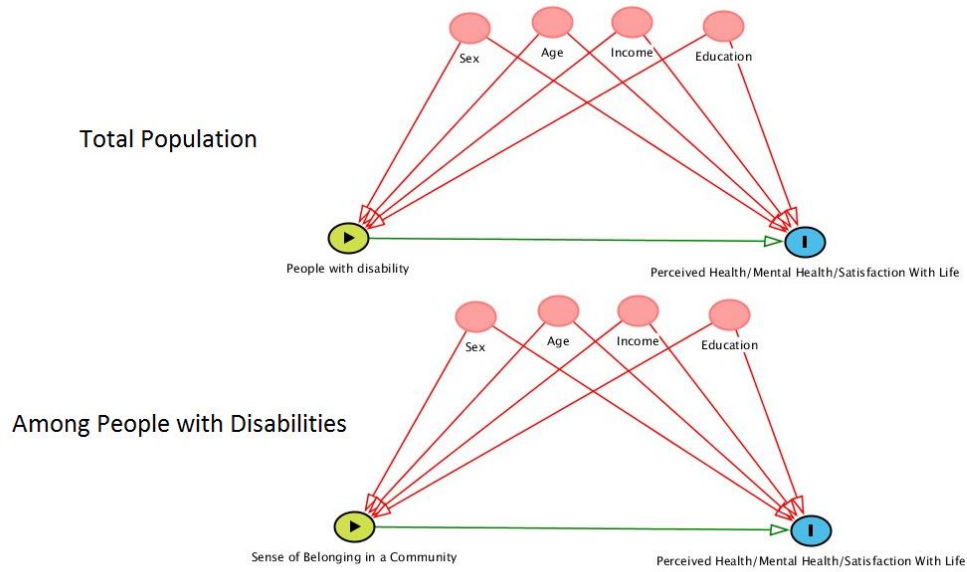 Sex
Age
Income
Education
Total Population
People with disability
Perceived Health/Mental Health/Satisfaction With Life
Sex
Age
Income
Education
Among People with Disabilities
Sense of Belonging in a Community
Perceived Health/Mental Health/Satisfaction With Life